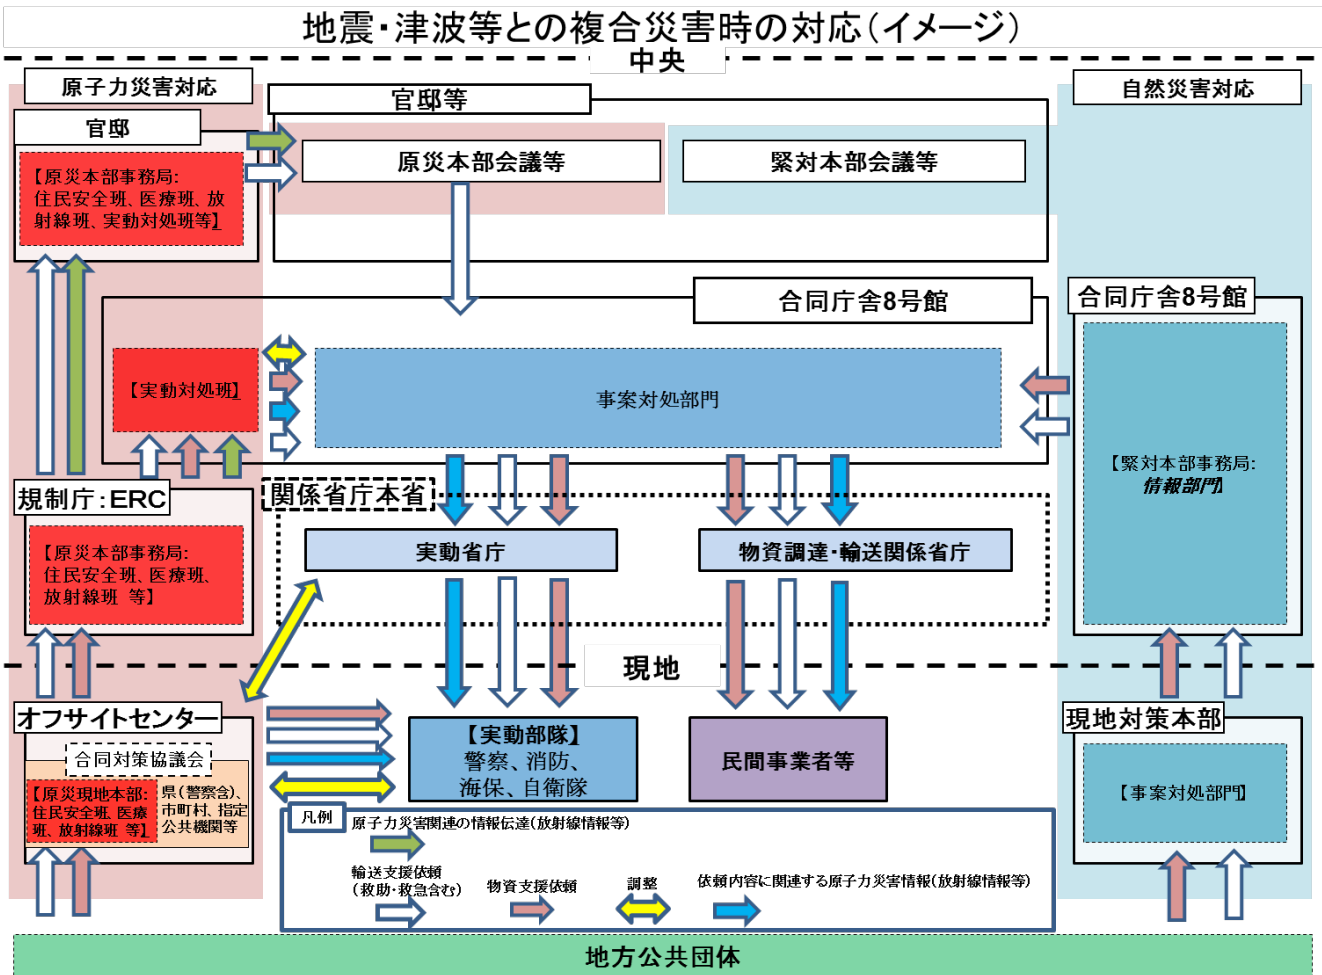 地震・津波等との複合災害時の対応(イメージ)
中央
原子力災害対応
自然災害対応
官邸等
官邸
原災本部会議等
緊対本部会議等
【原災本部事務局:
住民安全班、医療班、放
射線班、実動対処班等】
合同庁舎8号館
合同庁舎8号館
【実動対処班】
事案対処部門
【緊対本部事務局:
情報部門】
規制庁:ERC
関係省庁本省
【原災本部事務局:
住民安全班、医療班、
放射線班 等】
実動省庁
物資調達・輸送関係省庁
現地
オフサイトセンター
現地対策本部
合同対策協議会
【原災現地本部:
住民安全班、医療
班、放射線班 等】
県(警察含)、
市町村、指定
公共機関等
【実動部隊】
警察、消防、
海保、自衛隊
民間事業者等
【事案対処部門】
凡例
原子力災害関連の情報伝達(放射線情報等)
輸送支援依頼
(救助・救急含む)
物資支援依頼
調整
依頼内容に関連する原子力災害情報(放射線情報等)
地方公共団体